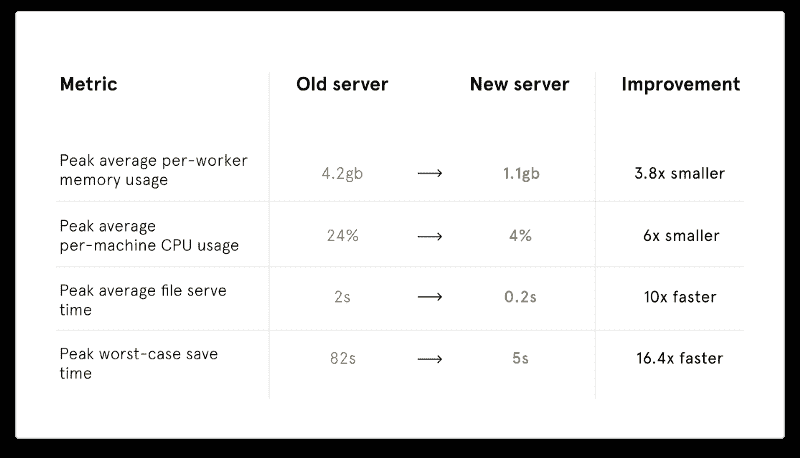 Metric Old server New server Improvement
Peak average per-worker
memory usage 4.2gb → 1.1gb 3.8x smaller
Peak average
per-machine CPU usage 24% → 4% 6x smaller
Peak average file serve
time 2s → 0.2s 10x faster
Peak worst-case save
time 82s → 5s 16.4x faster